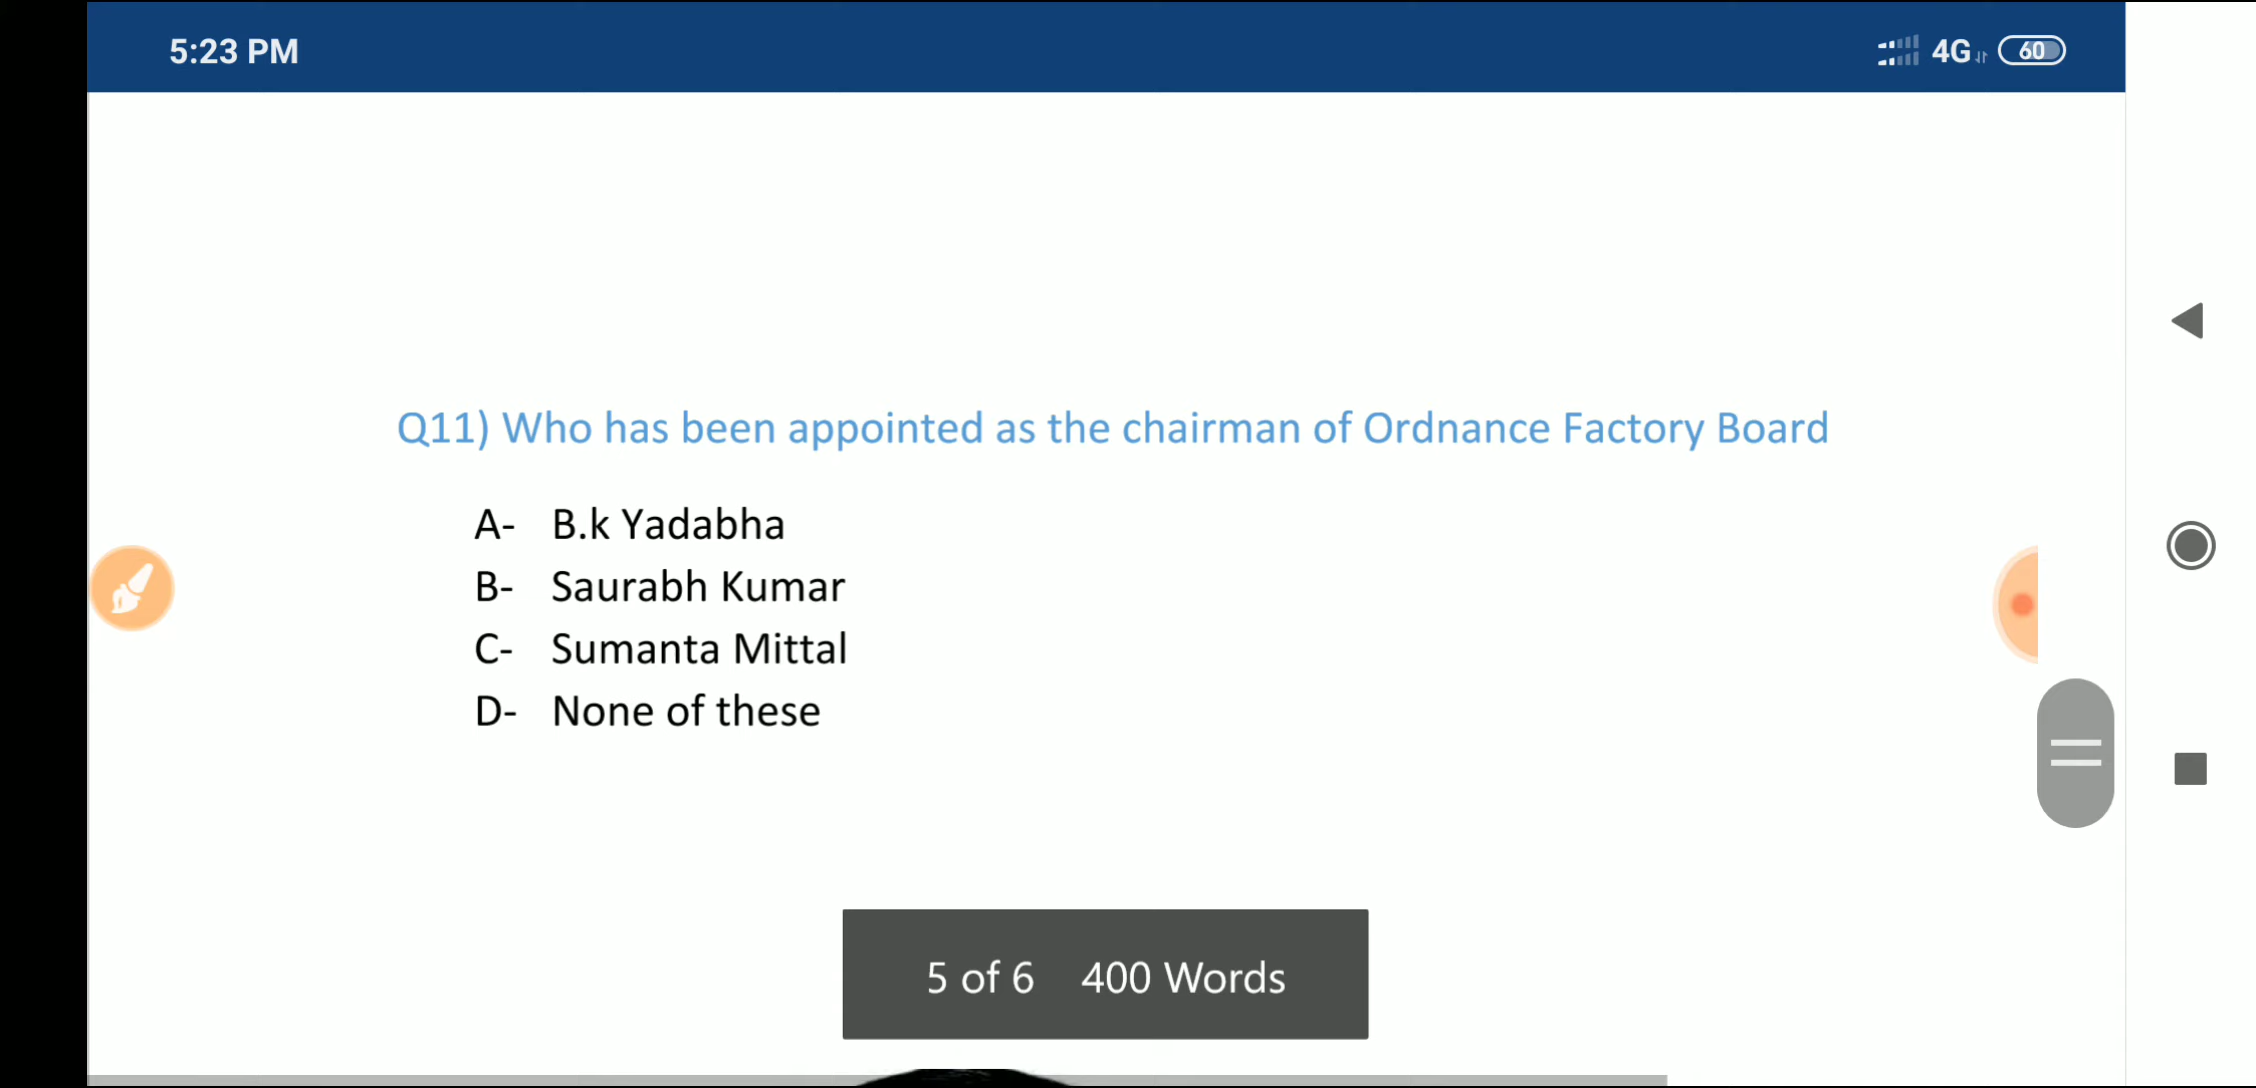 5:23 PM 4G 60
Q11) Who has been appointed as the chairman of Ordnance Factory Board
A- B.k Yadabha
B- Saurabh Kumar
C- Sumanta Mittal
D- None of these
5 of 6 400 Words